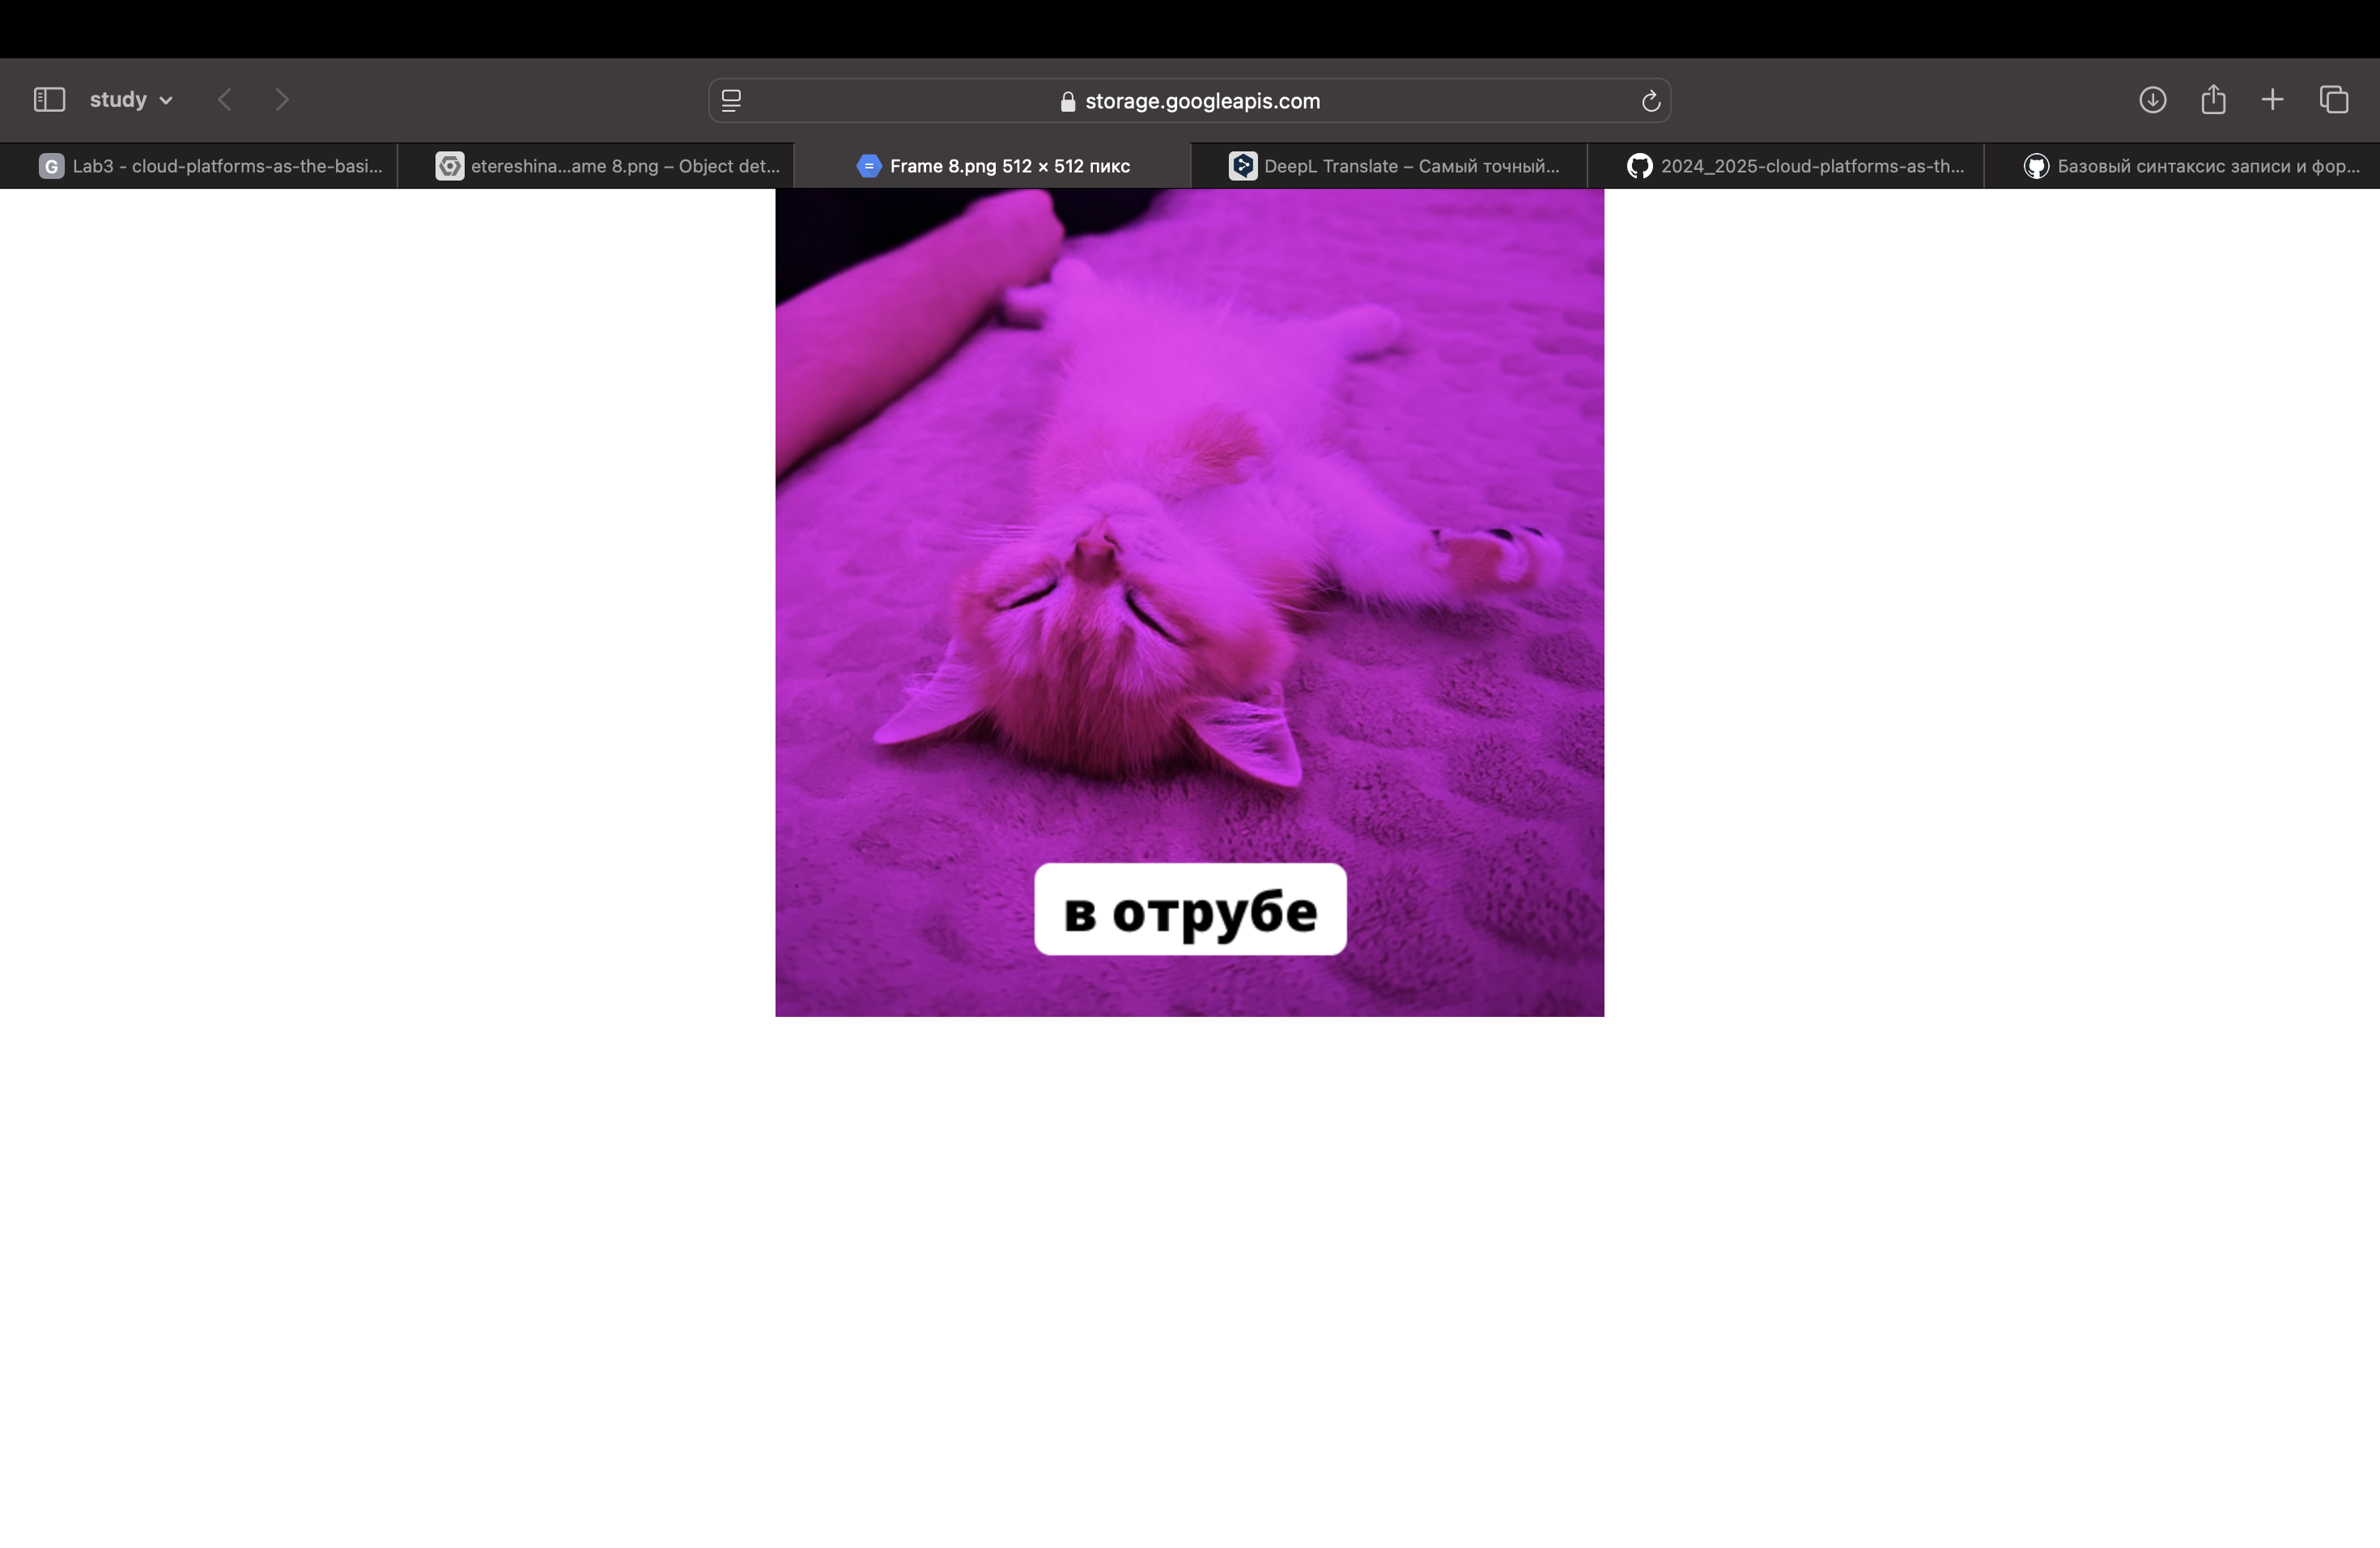 study
storage.googleapis.com
G Lab3 - cloud-platforms-as-the-basi...
etereshina...ame 8.png – Object det...
Frame 8.png 512 × 512 пикс
DeepL Translate – Самый точный...
2024_2025-cloud-platforms-as-th...
Базовый синтаксис записи и фор...
в отрубе